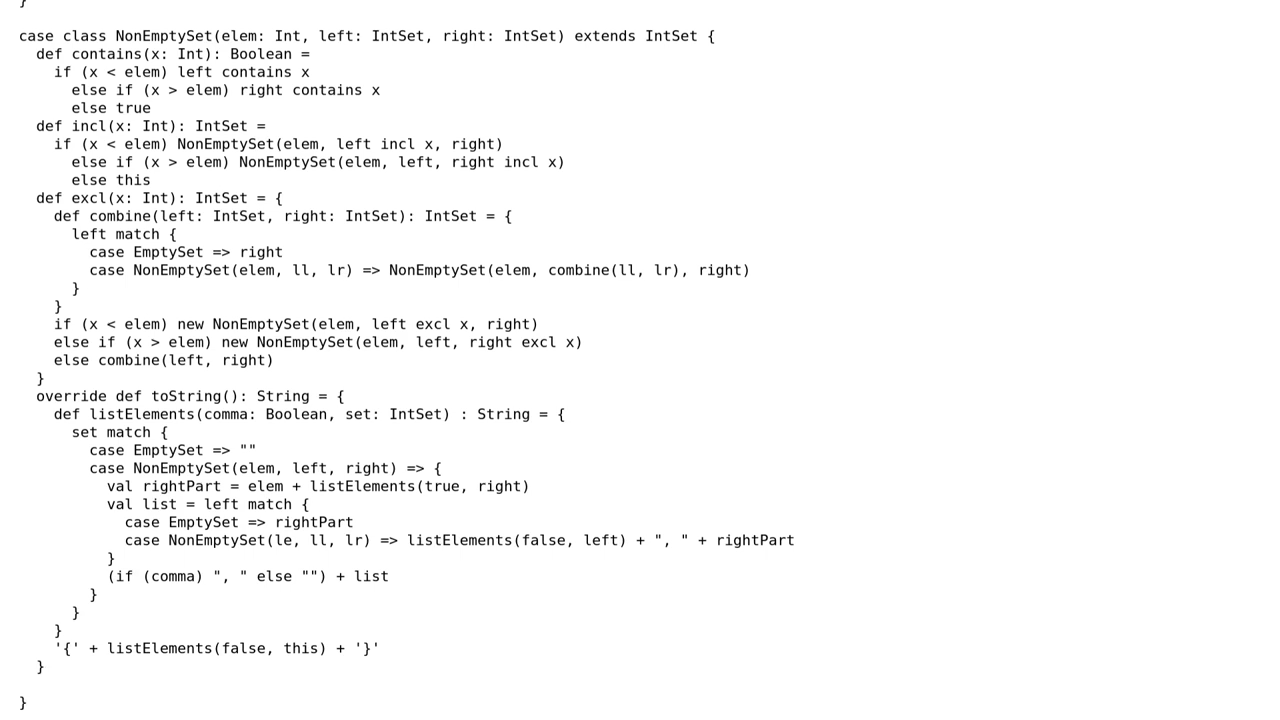 }
case class NonEmptySet(elem: Int, left: IntSet, right: IntSet) extends IntSet {
  def contains(x: Int): Boolean =
    if (x < elem) left contains x
      else if (x > elem) right contains x
      else true
  def incl(x: Int): IntSet =
    if (x < elem) NonEmptySet(elem, left incl x, right)
      else if (x > elem) NonEmptySet(elem, left, right incl x)
      else this
  def excl(x: Int): IntSet = {
    def combine(left: IntSet, right: IntSet): IntSet = {
      left match {
        case EmptySet => right
        case NonEmptySet(elem, ll, lr) => NonEmptySet(elem, combine(ll, lr), right)
      }
    }
    if (x < elem) new NonEmptySet(elem, left excl x, right)
    else if (x > elem) new NonEmptySet(elem, left, right excl x)
    else combine(left, right)
  }
  override def toString(): String = {
    def listElements(comma: Boolean, set: IntSet) : String = {
      set match {
        case EmptySet => ""
        case NonEmptySet(elem, left, right) => {
          val rightPart = elem + listElements(true, right)
          val list = left match {
            case EmptySet => rightPart
            case NonEmptySet(le, ll, lr) => listElements(false, left) + ", " + rightPart
          }
          (if (comma) ", " else "") + list
        }
      }
    }
    '{' + listElements(false, this) + '}'
  }
}